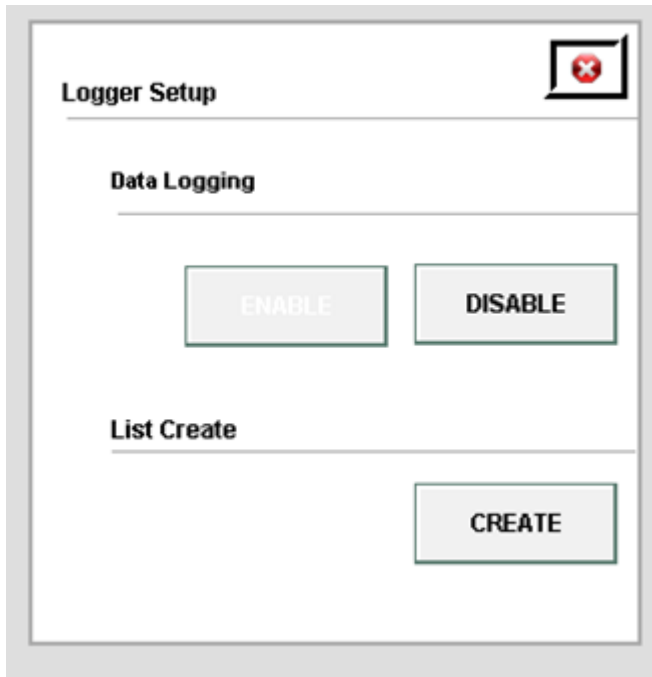 Logger Setup
Data Logging
ENABLE
DISABLE
List Create
CREATE